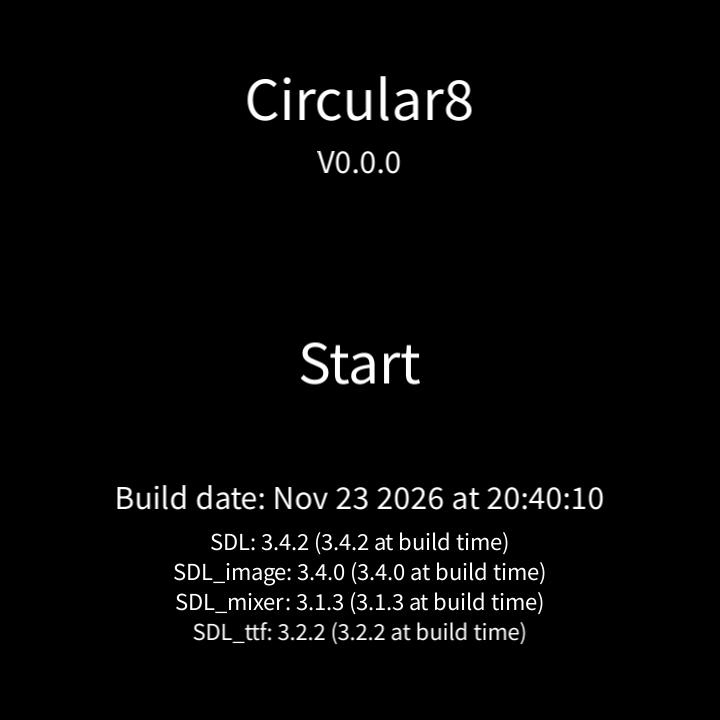 Circular8
V0.0.0
Start
Build date: Nov 23 2026 at 20:40:10
SDL: 3.4.2 (3.4.2 at build time)
SDL_image: 3.4.0 (3.4.0 at build time)
SDL_mixer: 3.1.3 (3.1.3 at build time)
SDL_ttf: 3.2.2 (3.2.2 at build time)